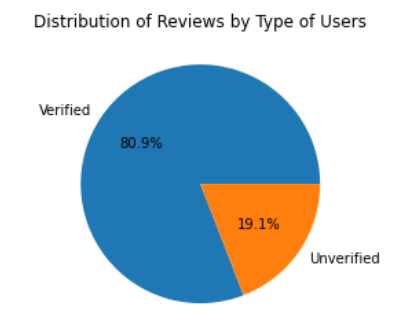 Distribution of Reviews by Type of Users
Verified
80.9%
19.1%
Unverified